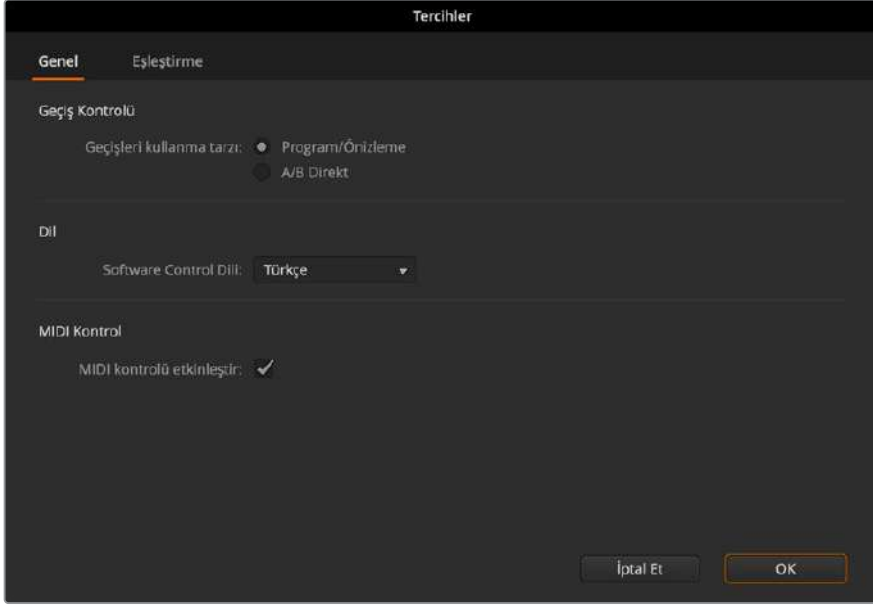 Tercihler
Genel Eşleştirme
Geçiş Kontrolü
Geçişleri kullanma tarzı: Program/Önizleme
A/B Direkt
Dil
Software Control Dili: Türkçe
MIDI Kontrol
MIDI kontrolü etkinleştir:
İptal Et OK